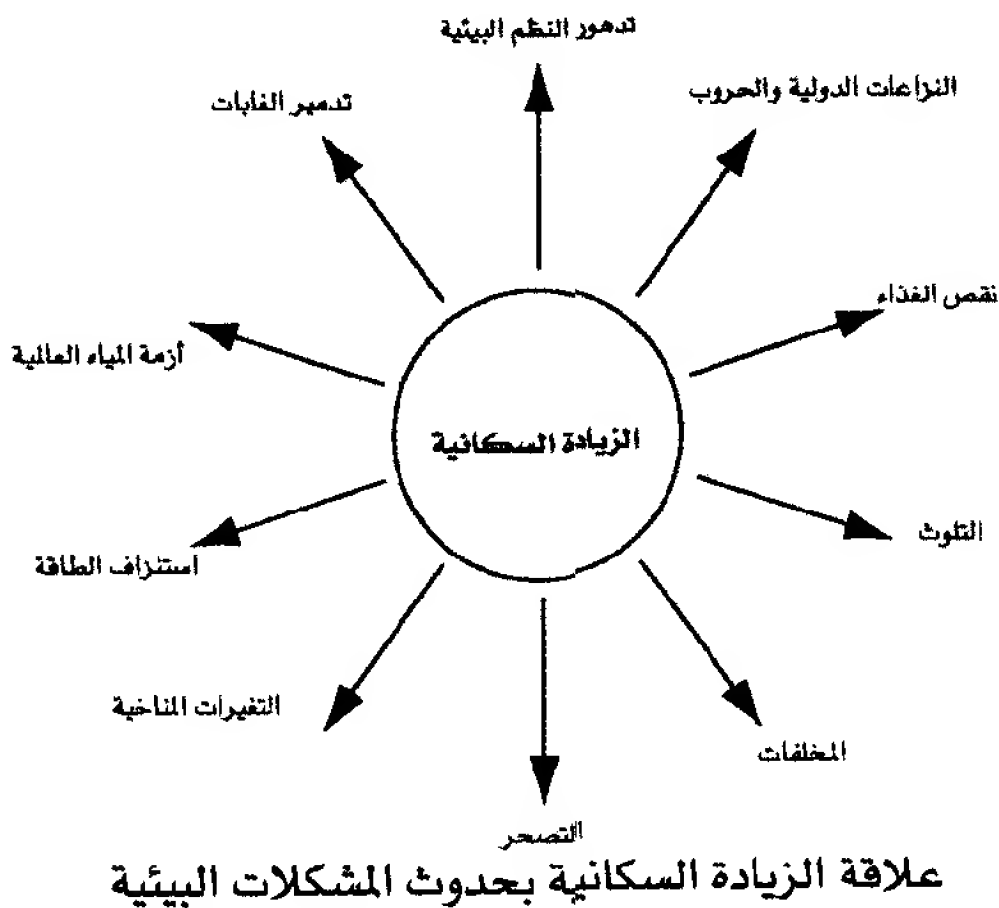 تدهور النظم البيئية
النزاعات الدولية والحروب
تدمير الغابات
نقص الغذاء
أزمة المياه العالمية
الزيادة السكانية
التلوث
استنزاف الطاقة
التغيرات المناخية
المخلفات
التصحر
علاقة الزيادة السكانية بحدوث المشكلات البيئية